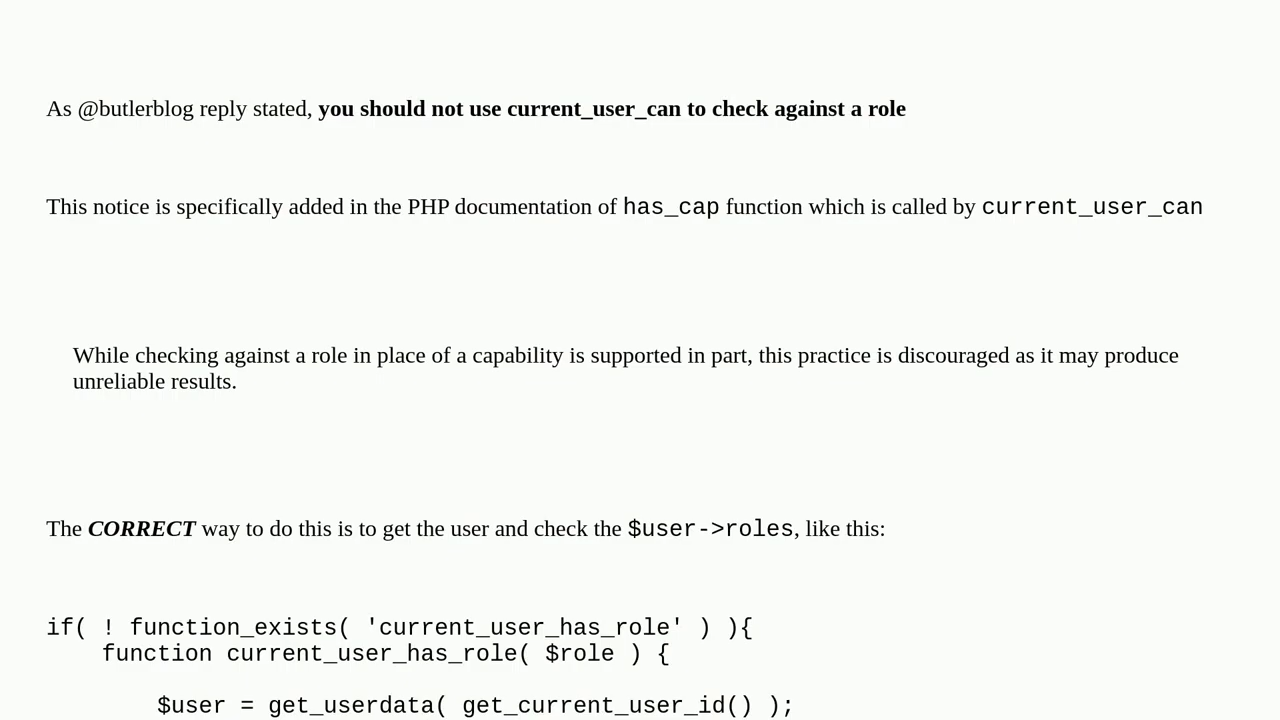 As @butlerblog reply stated, you should not use current_user_can to check against a role
This notice is specifically added in the PHP documentation of has_cap function which is called by current_user_can
While checking against a role in place of a capability is supported in part, this practice is discouraged as it may produce
unreliable results.
The CORRECT way to do this is to get the user and check the $user->roles, like this:
if( ! function_exists( 'current_user_has_role' ) ){
    function current_user_has_role( $role ) {
        $user = get_userdata( get_current_user_id() );